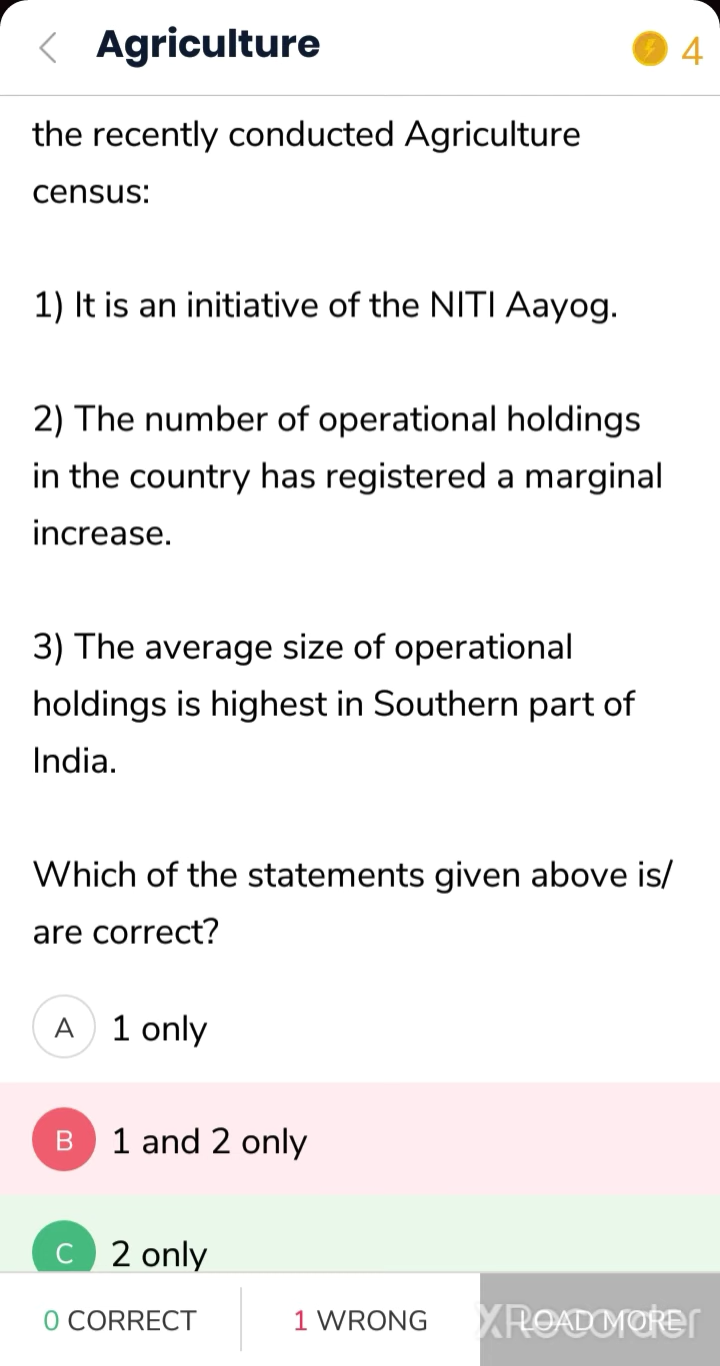 Agriculture
4
the recently conducted Agriculture
census:
1) It is an initiative of the NITI Aayog.
2) The number of operational holdings
in the country has registered a marginal
increase.
3) The average size of operational
holdings is highest in Southern part of
India.
Which of the statements given above is/
are correct?
A 1 only
B 1 and 2 only
C 2 only
0 CORRECT 1 WRONG LOAD MORE
XRecorder